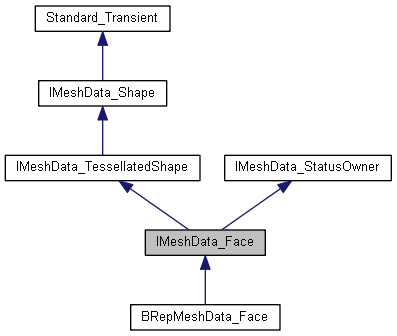 Standard_Transient
IMeshData_Shape
IMeshData_TessellatedShape
IMeshData_StatusOwner
IMeshData_Face
BRepMeshData_Face